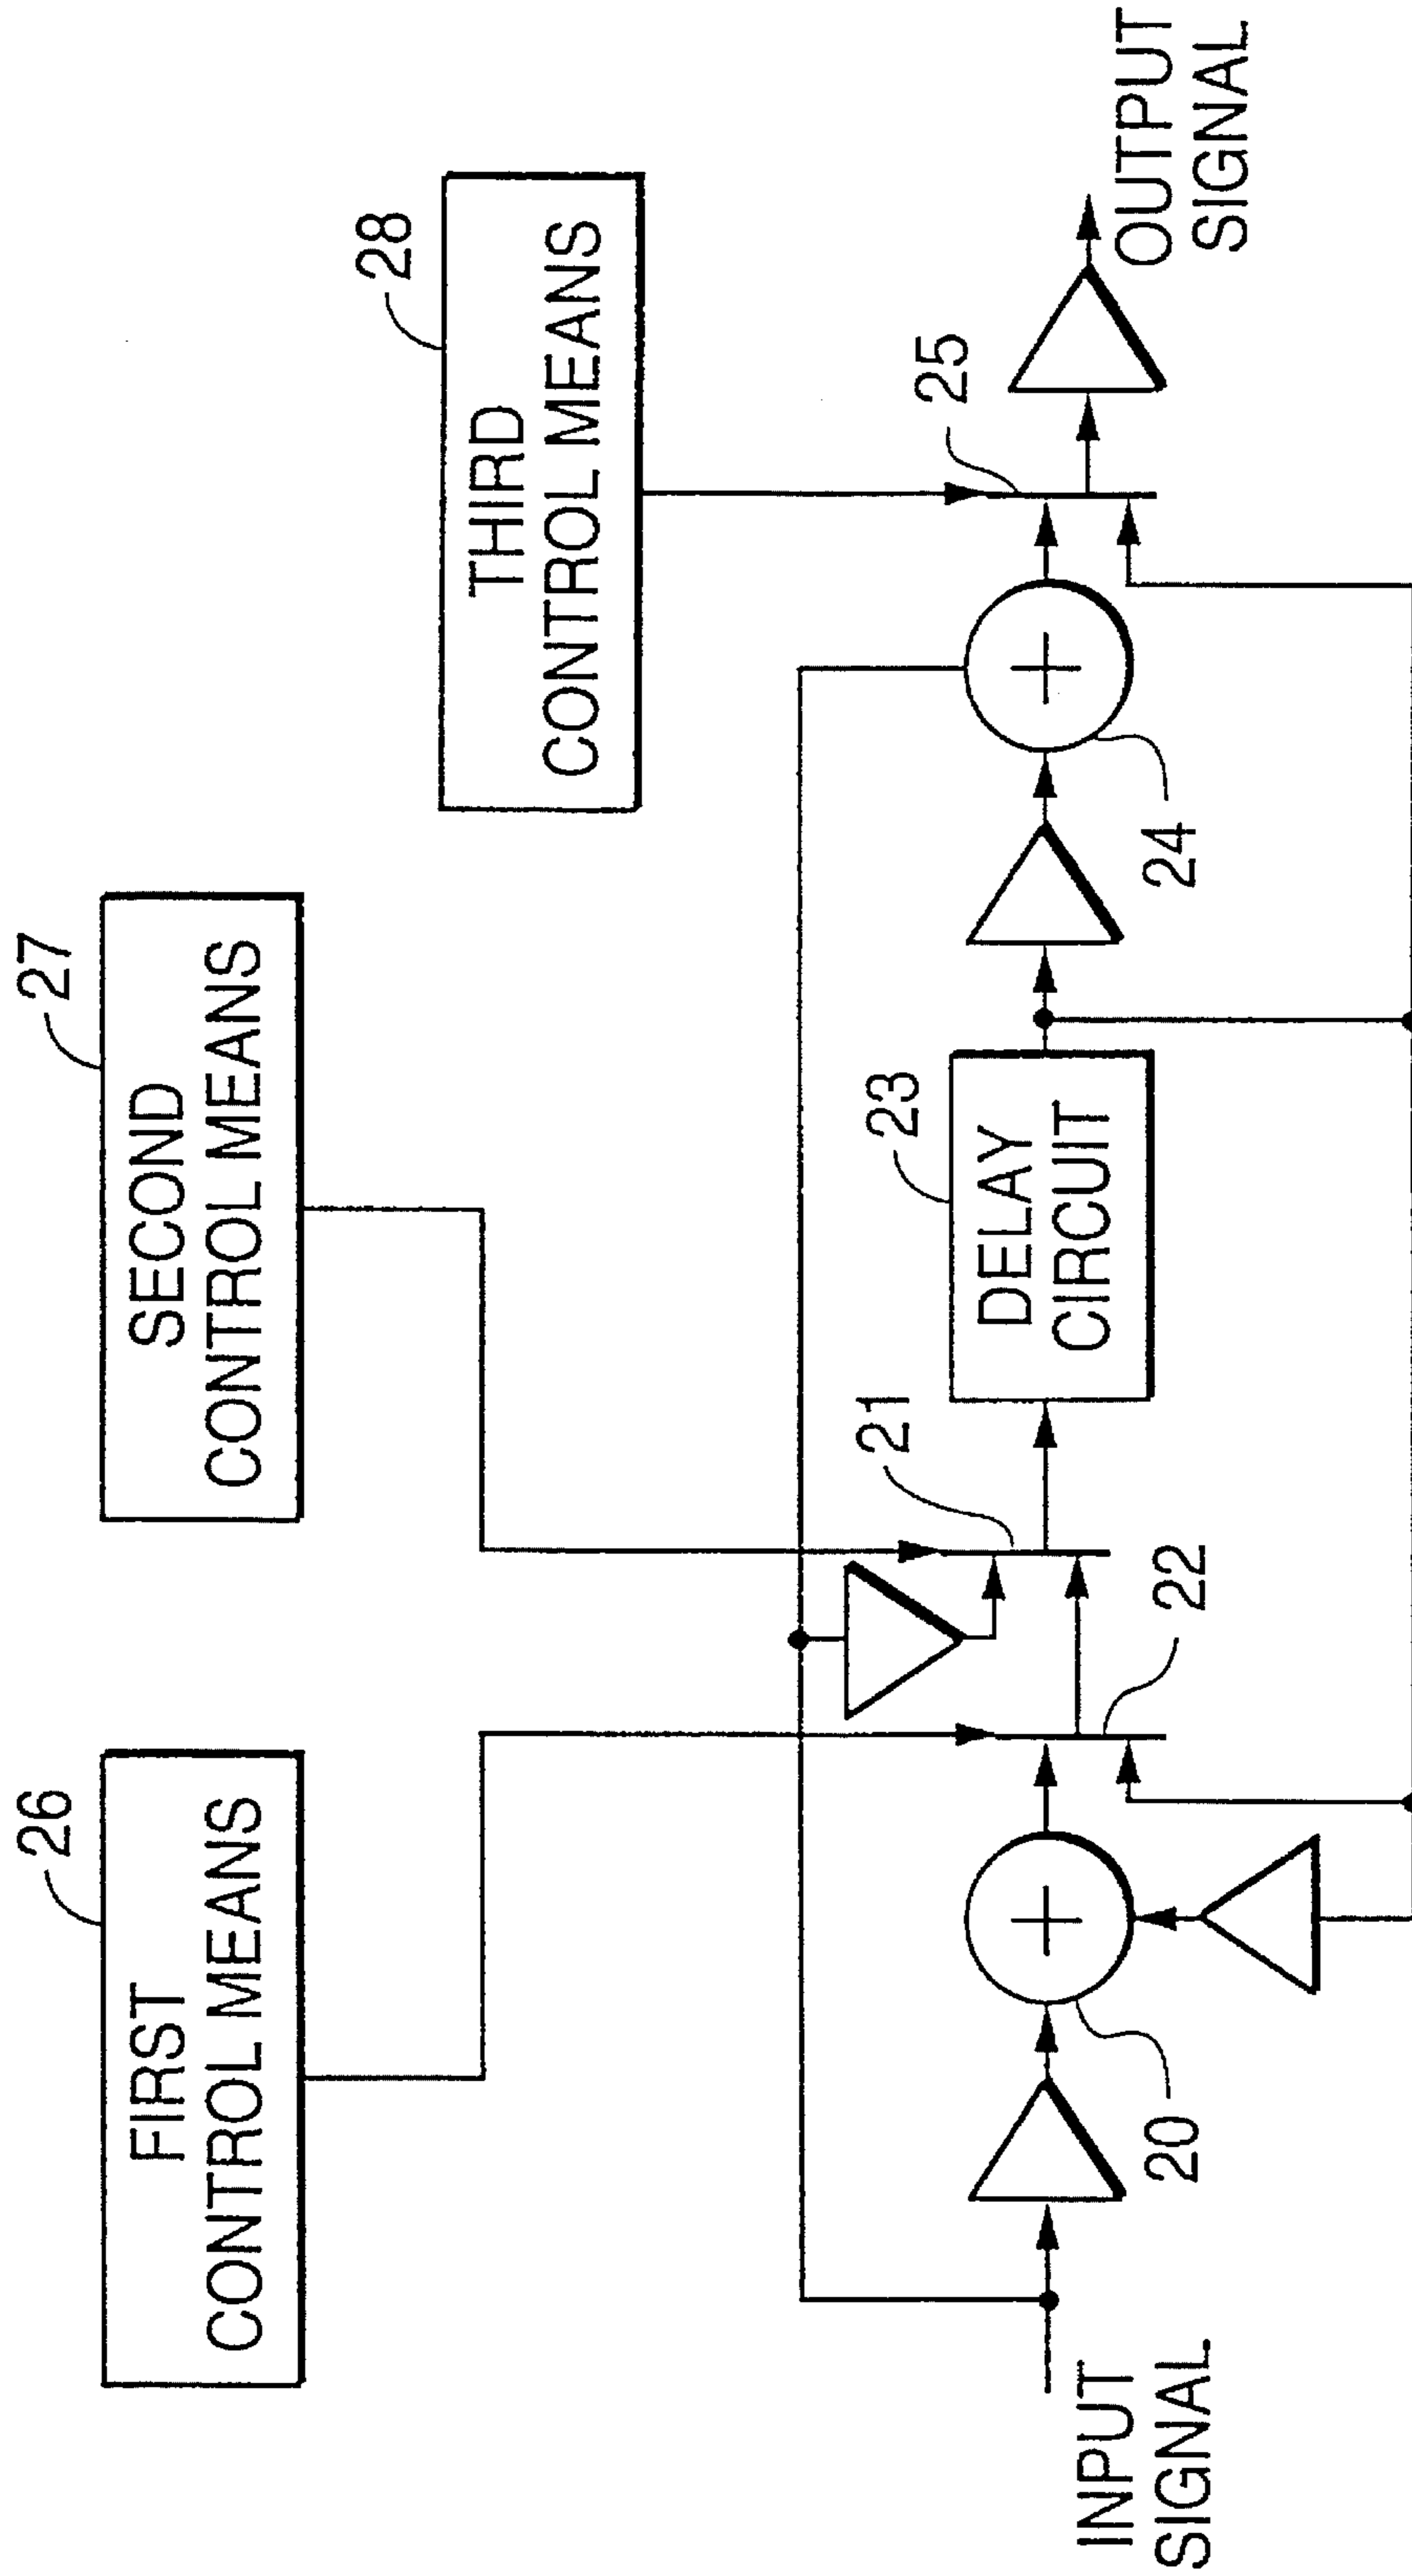 26
FIRST
CONTROL MEANS
27
SECOND
CONTROL MEANS
28
THIRD
CONTROL MEANS
INPUT
SIGNAL
20
22
21
23
DELAY
CIRCUIT
24
25
OUTPUT
SIGNAL